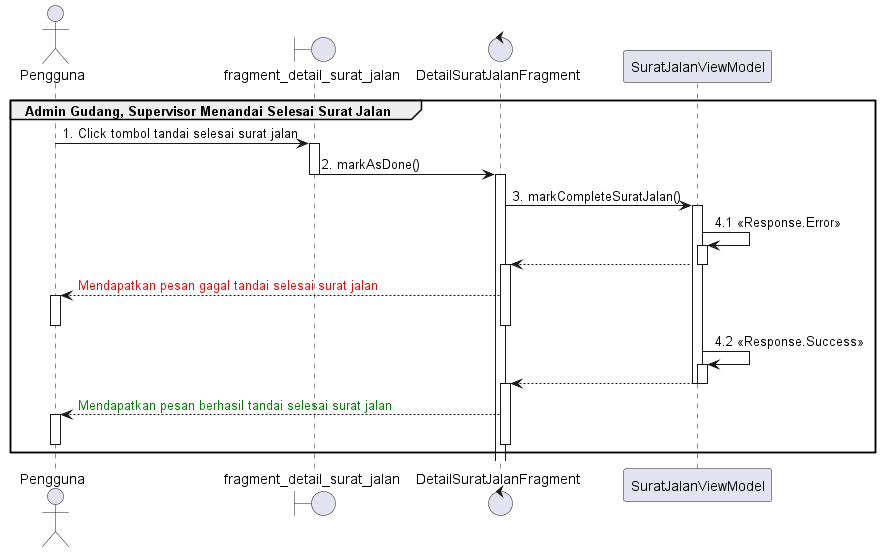 Pengguna
fragment_detail_surat_jalan
DetailSuratJalanFragment
SuratJalanViewModel
Admin Gudang, Supervisor Menandai Selesai Surat Jalan
1. Click tombol tandai selesai surat jalan
2. markAsDone()
3. markCompleteSuratJalan()
4.1 «Response.Error»
Mendapatkan pesan gagal tandai selesai surat jalan
4.2 «Response.Success»
Mendapatkan pesan berhasil tandai selesai surat jalan
Pengguna
fragment_detail_surat_jalan
DetailSuratJalanFragment
SuratJalanViewModel